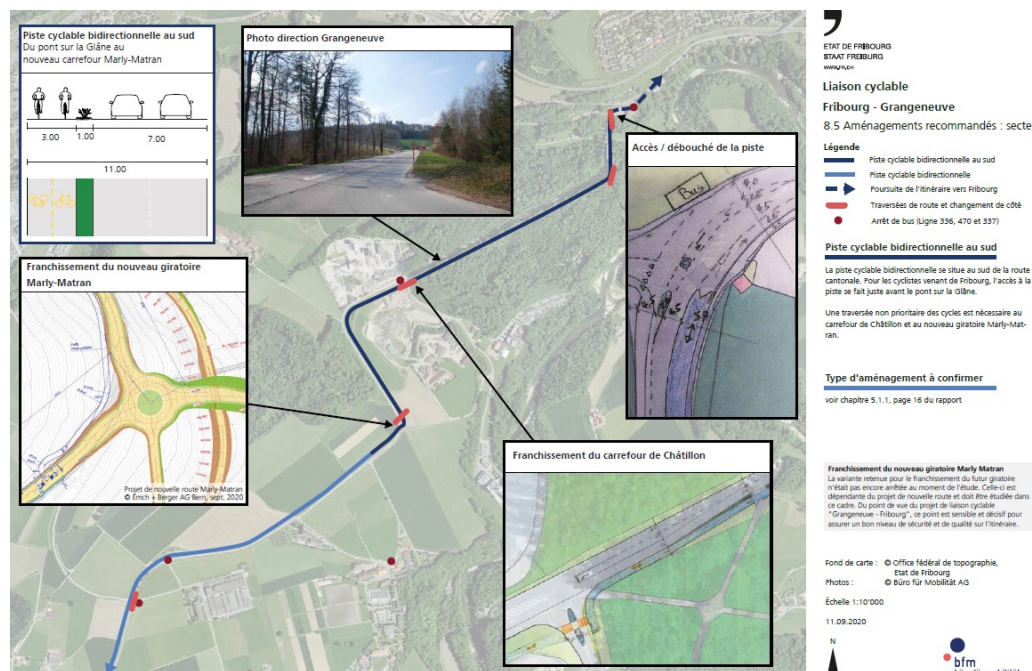 Piste cyclable bidirectionnelle au sud
Du pont sur la Glâne au
nouveau carrefour Marly-Matran
3.00 1.00 7.00
11.00
Photo direction Grangeneuve
Accès / débouché de la piste
Bus
Franchissement du nouveau giratoire
Marly-Matran
Projet de nouvelle route Marly-Matran
© Emch + Berger AG Bern, sept. 2020
Franchissement du carrefour de Châtillon
ETAT DE FRIBOURG
STAAT FREIBURG
WWW.FR.CH
Liaison cyclable
Fribourg - Grangeneuve
8.5 Aménagements recommandés : secte
Légende
Piste cyclable bidirectionnelle au sud
Piste cyclable bidirectionnelle
Poursuite de l'itinéraire vers Fribourg
Traversées de route et changement de côté
Arrêt de bus (Ligne 336, 470 et 337)
Piste cyclable bidirectionnelle au sud
La piste cyclable bidirectionnelle se situe au sud de la route
cantonale. Pour les cyclistes venant de Fribourg, l'accès à la
piste se fait juste avant le pont sur la Glâne.
Une traversée non prioritaire des cycles est nécessaire au
carrefour de Châtillon et au nouveau giratoire Marly-Mat-
ran.
Type d'aménagement à confirmer
voir chapitre 5.1.1, page 16 du rapport
Franchissement du nouveau giratoire Marly Matran
La variante retenue pour le franchissement du futur giratoire
n'était pas encore arrêtée au moment de l'étude. Celle-ci est
dépendante du projet de nouvelle route et doit être étudiée dans
ce cadre. Du point de vue du projet de liaison cyclable
"Grangeneuve - Fribourg", ce point est sensible et décisif pour
assurer un bon niveau de sécurité et de qualité sur l'itinéraire.
Fond de carte : © Office fédéral de topographie,
Etat de Fribourg
Photos : © Büro für Mobilität AG
Échelle 1:10'000
11.09.2020
N
bfm